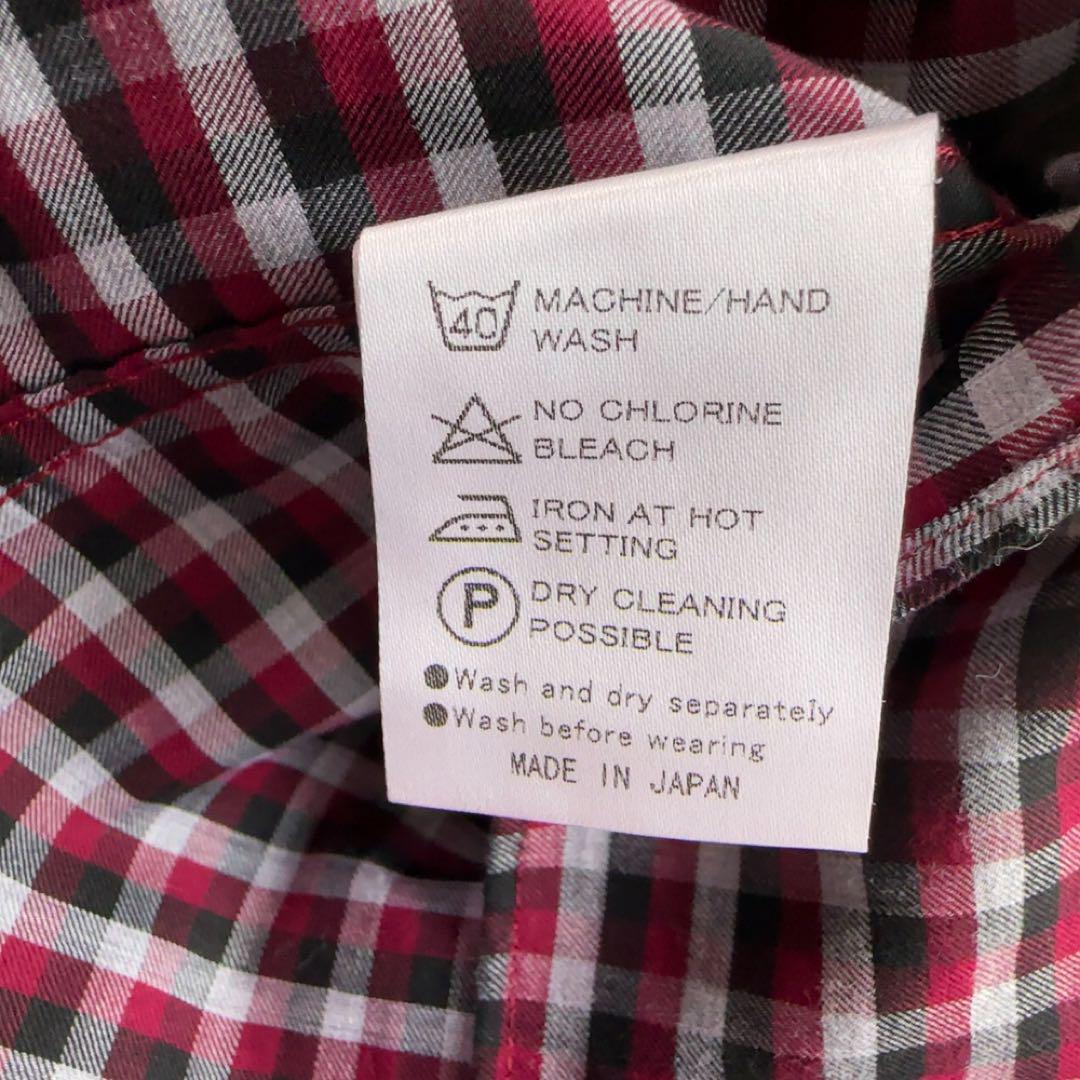 40 MACHINE/HAND
WASH
NO CHLORINE
BLEACH
IRON AT HOT
SETTING
P DRY CLEANING
POSSIBLE
●Wash and dry separately
●Wash before wearing
MADE IN JAPAN